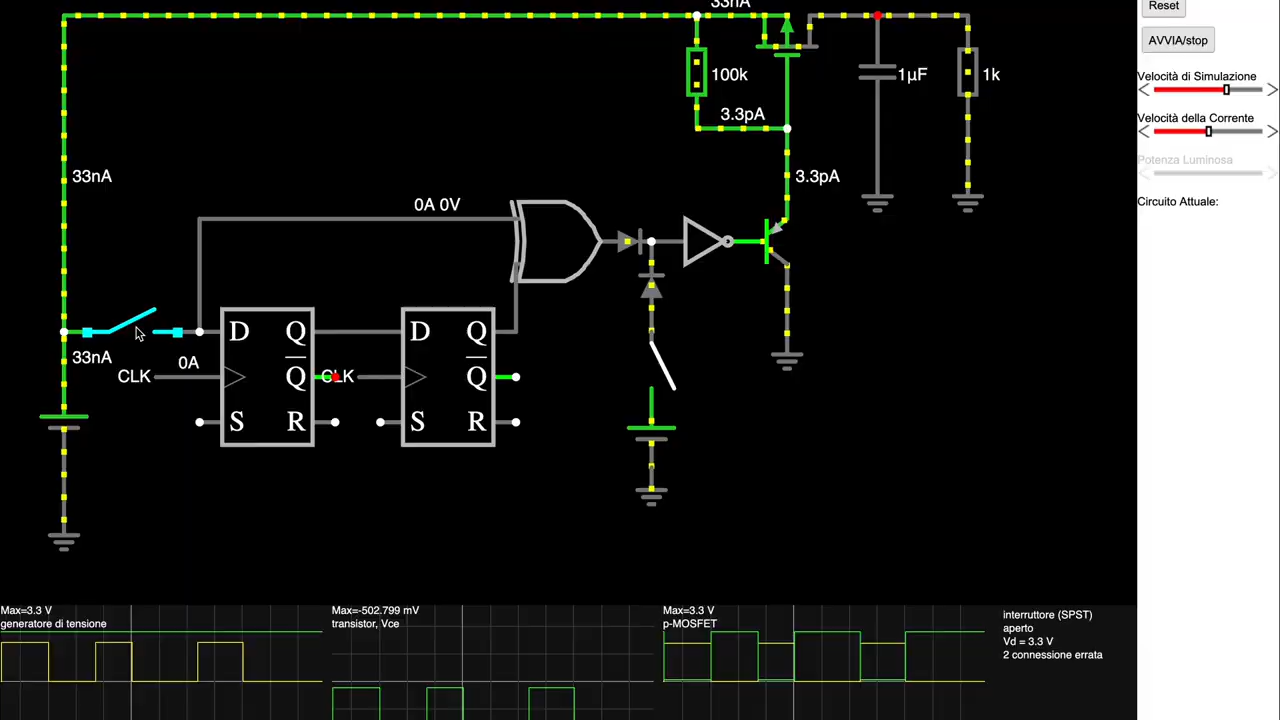 33nA
Reset
AVVIA/stop
Velocità di Simulazione
Velocità della Corrente
Potenza Luminosa
Circuito Attuale:
100k
1μF
1k
3.3pA
33nA
3.3pA
0A 0V
D Q
D Q
33nA
0A
CLK
Q
CLK
Q
S R
S R
Max=3.3 V
generatore di tensione
Max=-502.799 mV
transistor, Vce
Max=3.3 V
p-MOSFET
interruttore (SPST)
aperto
Vd = 3.3 V
2 connessione errata